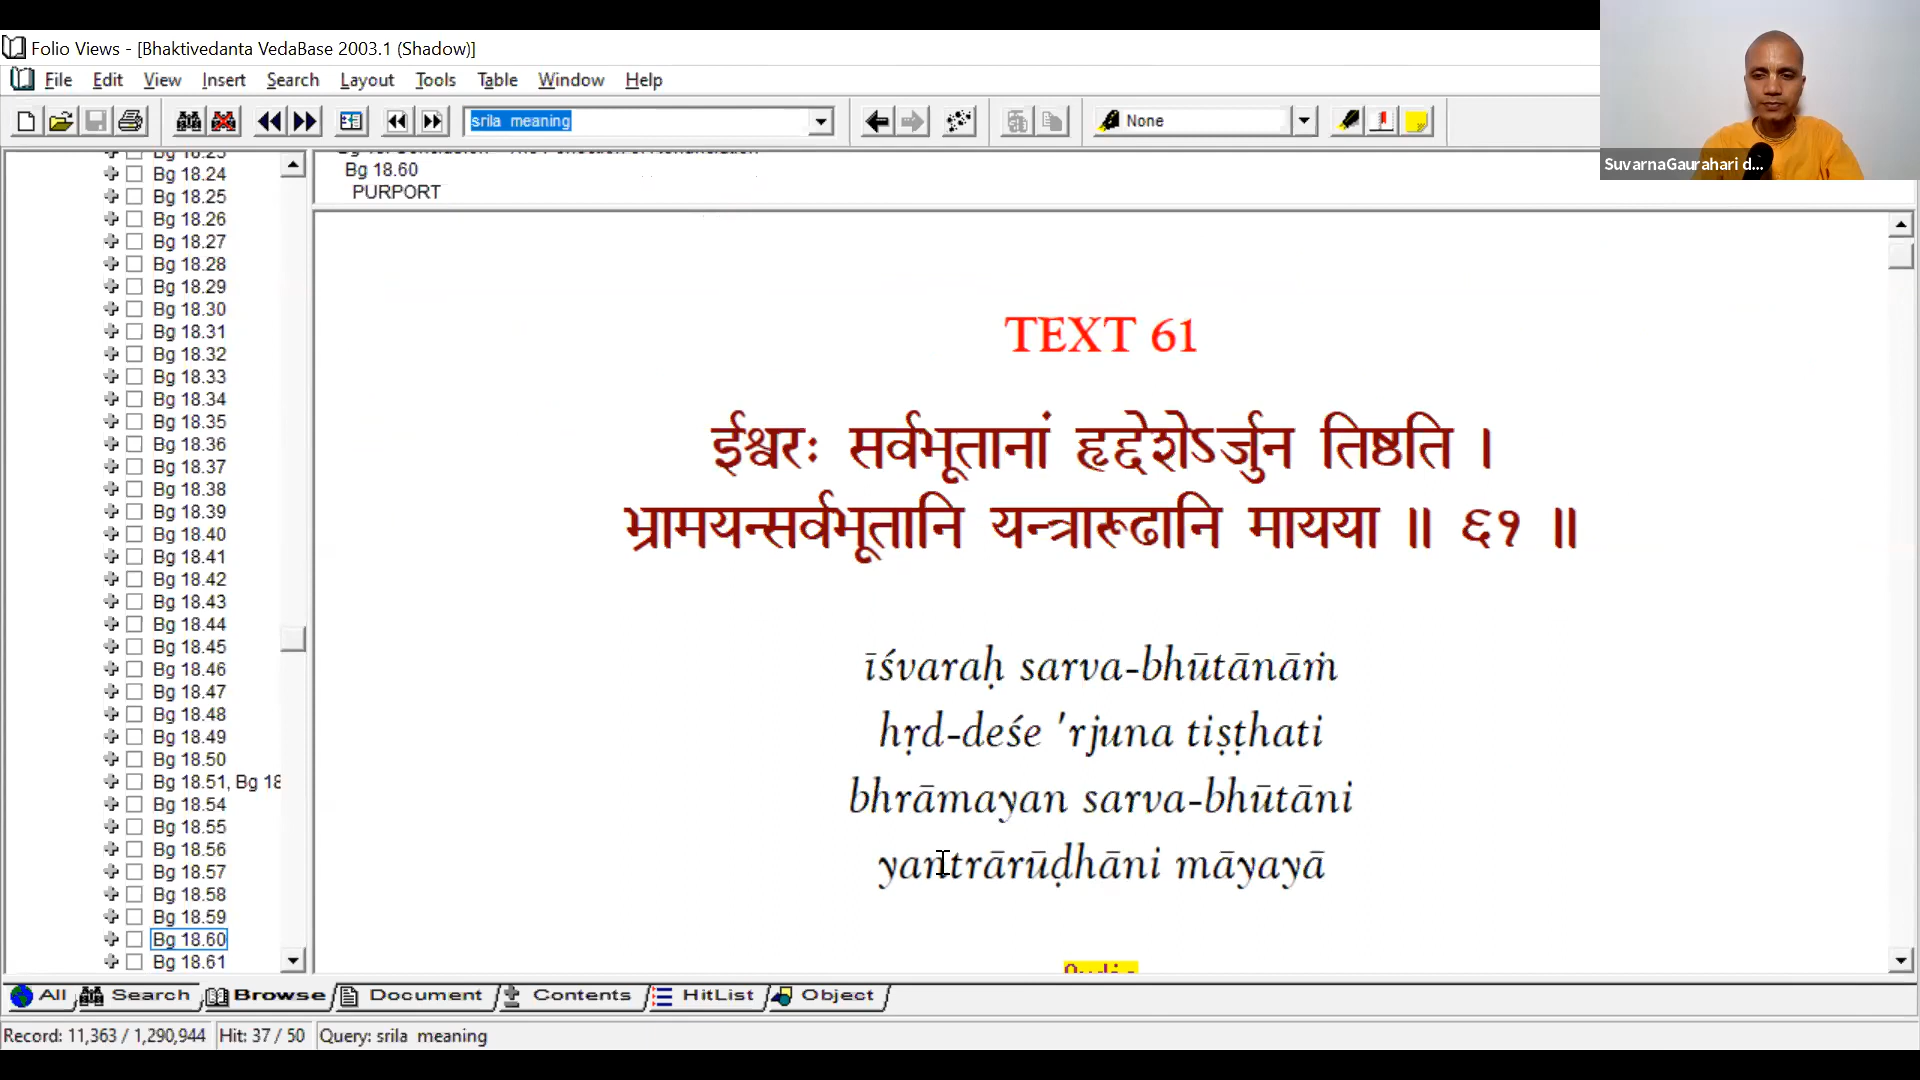 Folio Views - [Bhaktivedanta VedaBase 2003.1 (Shadow)]
File Edit View Insert Search Layout Tools Table Window Help
srila meaning
None
SuvarnaGaurahari d...
Bg 18.24
Bg 18.25
Bg 18.26
Bg 18.27
Bg 18.28
Bg 18.29
Bg 18.30
Bg 18.31
Bg 18.32
Bg 18.33
Bg 18.34
Bg 18.35
Bg 18.36
Bg 18.37
Bg 18.38
Bg 18.39
Bg 18.40
Bg 18.41
Bg 18.42
Bg 18.43
Bg 18.44
Bg 18.45
Bg 18.46
Bg 18.47
Bg 18.48
Bg 18.49
Bg 18.50
Bg 18.51, Bg 18
Bg 18.54
Bg 18.55
Bg 18.56
Bg 18.57
Bg 18.58
Bg 18.59
Bg 18.60
Bg 18.61
Bg 18.60
PURPORT
TEXT 61
ईश्वरः सर्वभूतानां हृद्देशेऽर्जुन तिष्ठति ।
भ्रामयन्सर्वभूतानि यन्त्रारूढानि मायया ॥ ६१ ॥
īśvaraḥ sarva-bhūtānāṁ
hṛd-deśe 'rjuna tiṣṭhati
bhrāmayan sarva-bhūtāni
yantrārūḍhāni māyayā
All Search Browse Document Contents HitList Object
Record: 11,363 / 1,290,944 Hit: 37 / 50 Query: srila meaning